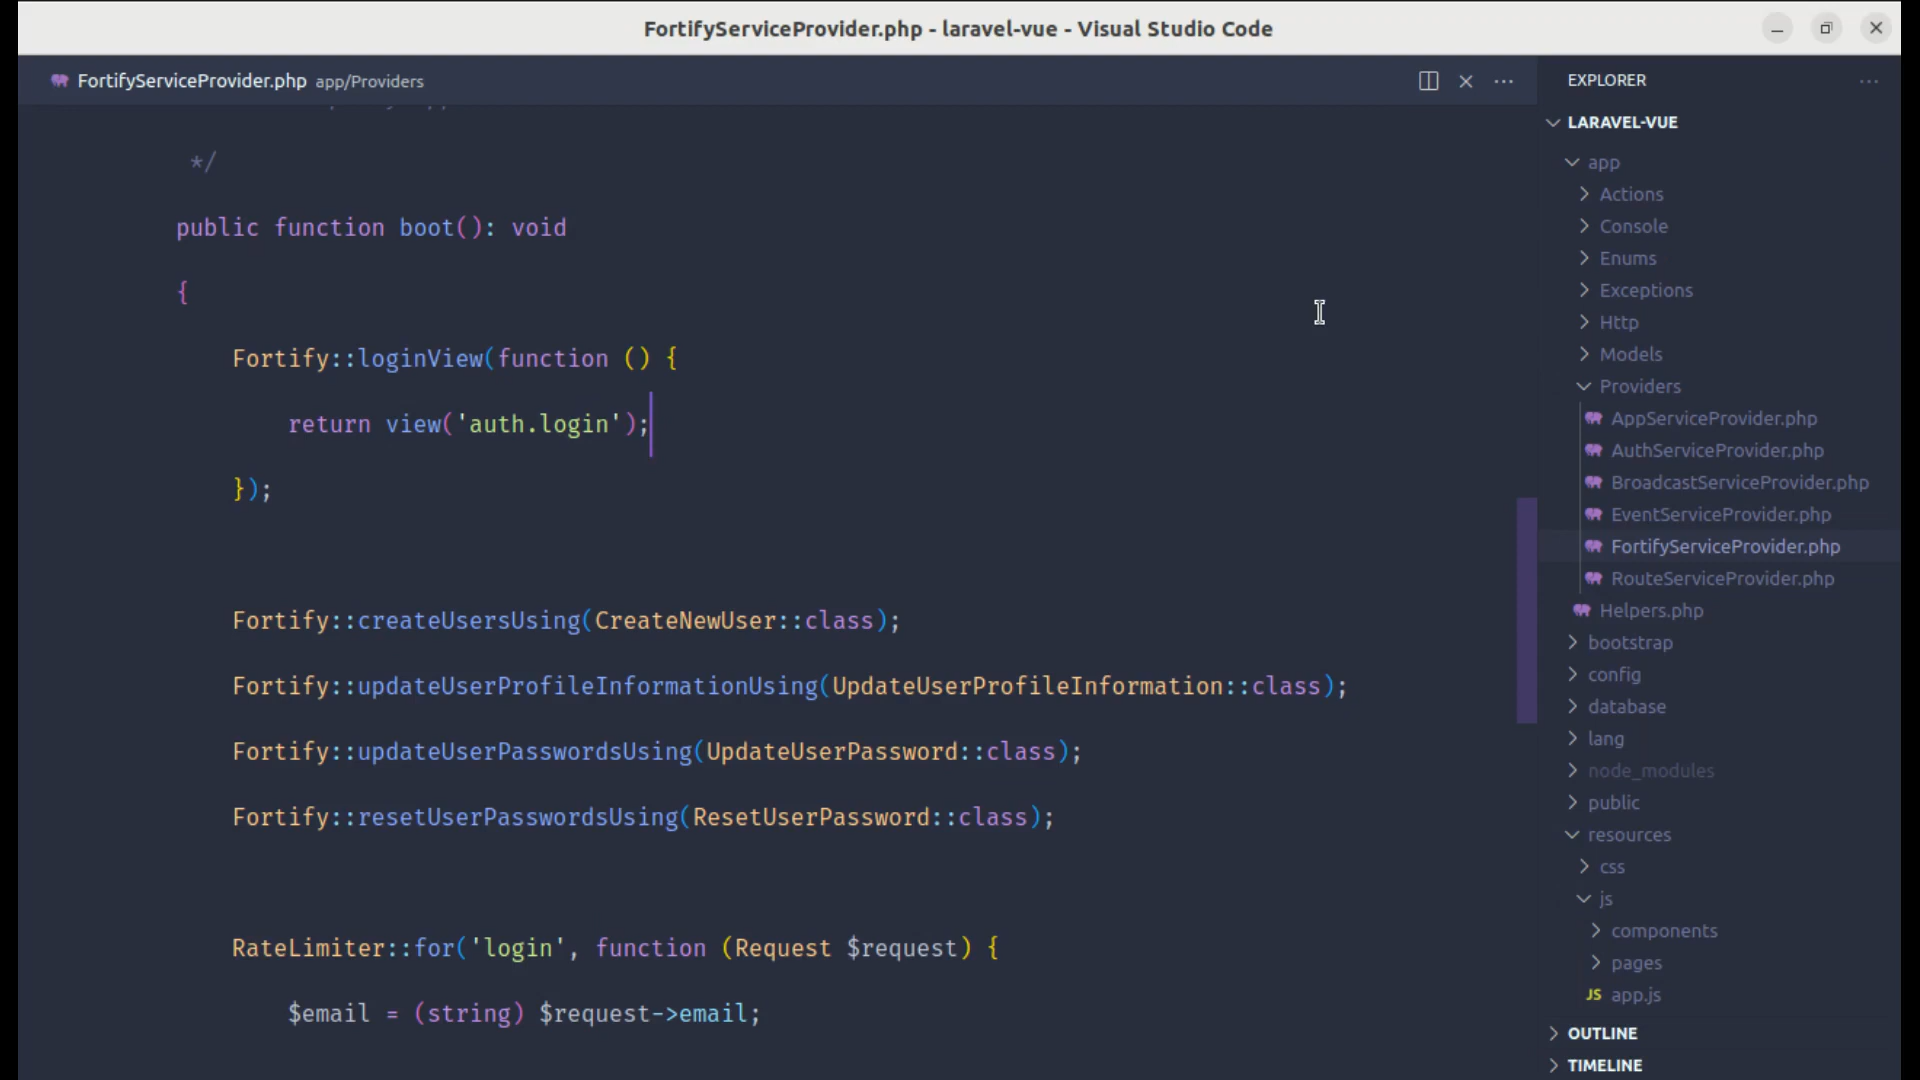 FortifyServiceProvider.php - laravel-vue - Visual Studio Code
FortifyServiceProvider.php app/Providers
*/
public function boot(): void
{
Fortify::loginView(function () {
return view('auth.login');
});
Fortify::createUsersUsing(CreateNewUser::class);
Fortify::updateUserProfileInformationUsing(UpdateUserProfileInformation::class);
Fortify::updateUserPasswordsUsing(UpdateUserPassword::class);
Fortify::resetUserPasswordsUsing(ResetUserPassword::class);
RateLimiter::for('login', function (Request $request) {
$email = (string) $request->email;
EXPLORER
LARAVEL-VUE
app
Actions
Console
Enums
Exceptions
Http
Models
Providers
AppServiceProvider.php
AuthServiceProvider.php
BroadcastServiceProvider.php
EventServiceProvider.php
FortifyServiceProvider.php
RouteServiceProvider.php
Helpers.php
bootstrap
config
database
lang
node_modules
public
resources
css
js
components
pages
JS app.js
OUTLINE
TIMELINE